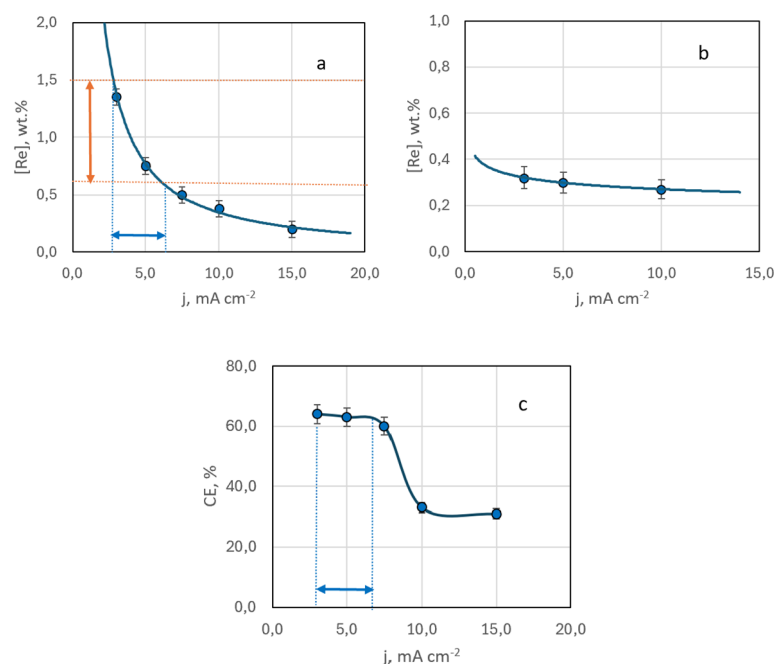 a
[Re], wt.%
2,0
1,5
1,0
0,5
0,0
0,0 5,0 10,0 15,0 20,0
j, mA cm-2
b
[Re], wt.%
1,0
0,8
0,6
0,4
0,2
0,0
0,0 5,0 10,0 15,0
j, mA cm-2
c
CE, %
80,0
60,0
40,0
20,0
0,0
0,0 5,0 10,0 15,0 20,0
j, mA cm-2